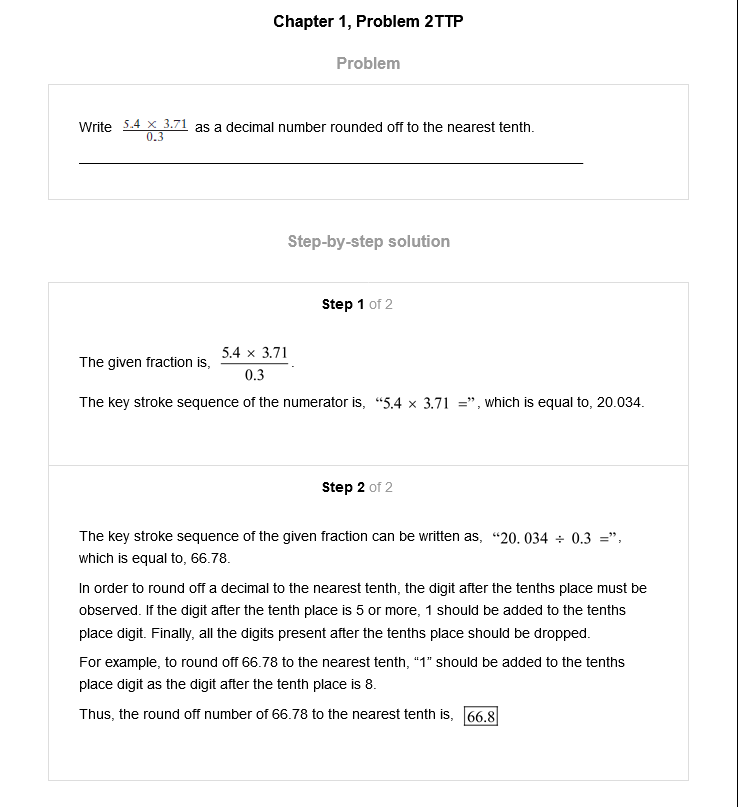 Chapter 1, Problem 2TTP
Problem
Write 5.4 × 3.71 / 0.3 as a decimal number rounded off to the nearest tenth.
Step-by-step solution
Step 1 of 2
The given fraction is, 5.4 × 3.71 / 0.3 .
The key stroke sequence of the numerator is, “5.4 × 3.71 =”, which is equal to, 20.034.
Step 2 of 2
The key stroke sequence of the given fraction can be written as, “20. 034 ÷ 0.3 =”,
which is equal to, 66.78.
In order to round off a decimal to the nearest tenth, the digit after the tenths place must be
observed. If the digit after the tenth place is 5 or more, 1 should be added to the tenths
place digit. Finally, all the digits present after the tenths place should be dropped.
For example, to round off 66.78 to the nearest tenth, “1” should be added to the tenths
place digit as the digit after the tenth place is 8.
Thus, the round off number of 66.78 to the nearest tenth is, 66.8